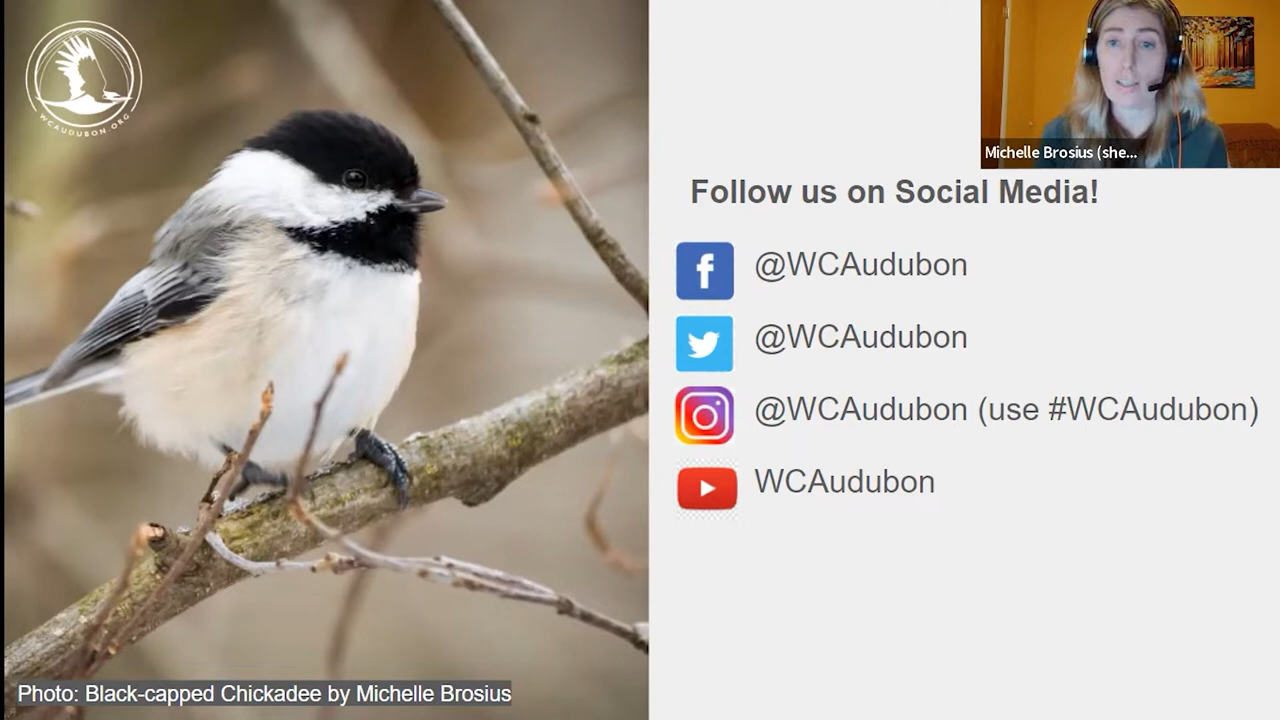 WCAUDUBON.ORG
Michelle Brosius (she...
Follow us on Social Media!
f
@WCAudubon
@WCAudubon
@WCAudubon (use #WCAudubon)
WCAudubon
Photo: Black-capped Chickadee by Michelle Brosius